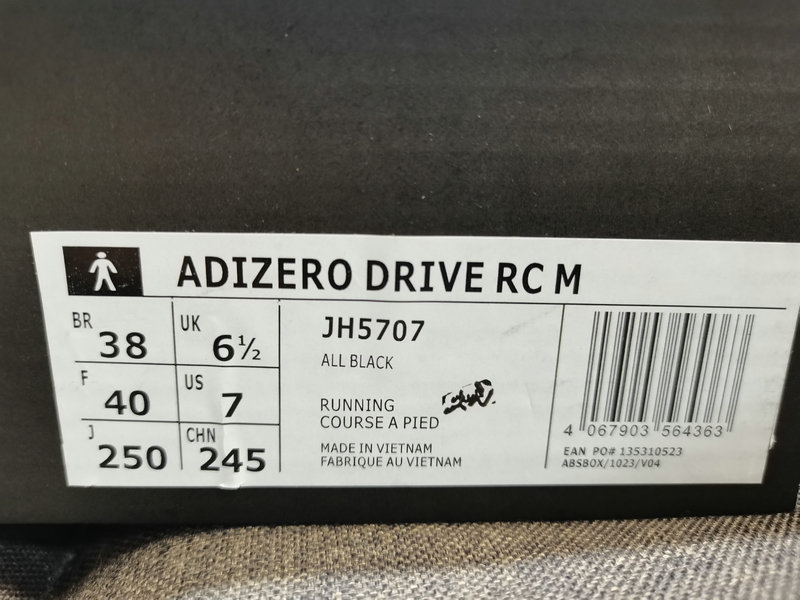 ADIZERO DRIVE RC M
BR 38
UK 6½
F 40
US 7
J 250
CHN 245
JH5707
ALL BLACK
RUNNING
COURSE A PIED
MADE IN VIETNAM
FABRIQUE AU VIETNAM
4 067903 564363
EAN PO# 135310523
ABSBOX/1023/V04